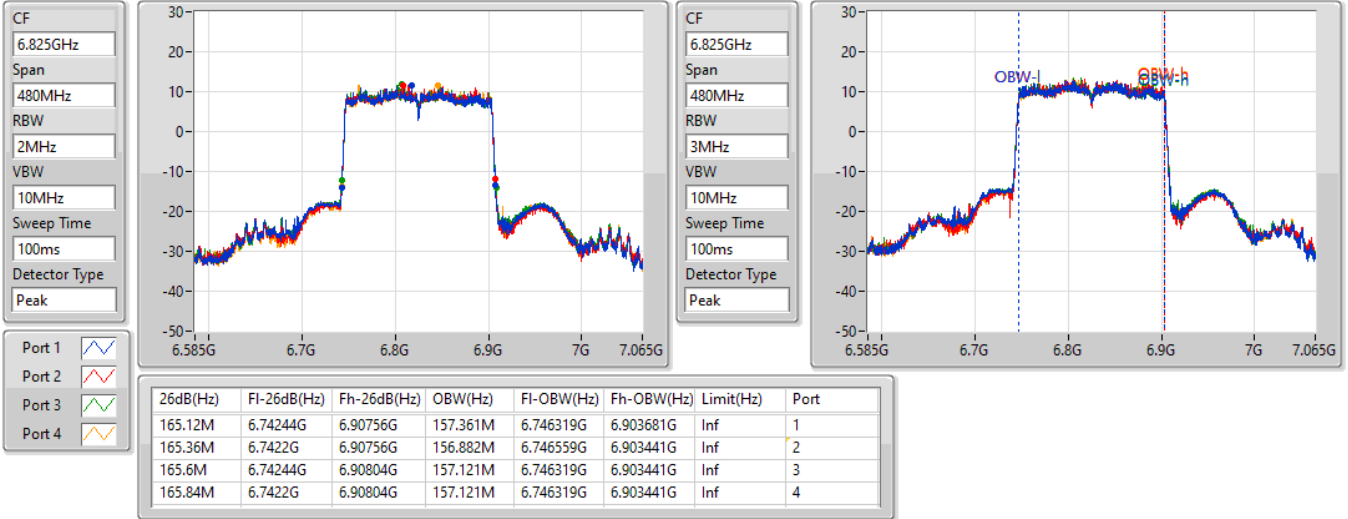 CF
6.825GHz
Span
480MHz
RBW
2MHz
VBW
10MHz
Sweep Time
100ms
Detector Type
Peak
30
20
10
0
-10
-20
-30
-40
-50
6.585G 6.7G 6.8G 6.9G 7G 7.065G
CF
6.825GHz
Span
480MHz
RBW
3MHz
VBW
10MHz
Sweep Time
100ms
Detector Type
Peak
30
20
10
0
-10
-20
-30
-40
-50
OBW-l OBW-h
OBW-h
6.585G 6.7G 6.8G 6.9G 7G 7.065G
Port 1
Port 2
Port 3
Port 4
26dB(Hz) Fl-26dB(Hz) Fh-26dB(Hz) OBW(Hz) Fl-OBW(Hz) Fh-OBW(Hz) Limit(Hz) Port
165.12M 6.74244G 6.90756G 157.361M 6.746319G 6.903681G Inf 1
165.36M 6.7422G 6.90756G 156.882M 6.746559G 6.903441G Inf 2
165.6M 6.74244G 6.90804G 157.121M 6.746319G 6.903441G Inf 3
165.84M 6.7422G 6.90804G 157.121M 6.746319G 6.903441G Inf 4